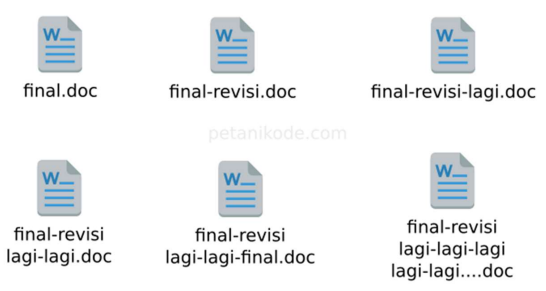 W
final.doc
W
final-revisi.doc
W
final-revisi-lagi.doc
petanikode.com
W
final-revisi
lagi-lagi.doc
W
final-revisi
lagi-lagi-final.doc
W
final-revisi
lagi-lagi-lagi
lagi-lagi....doc